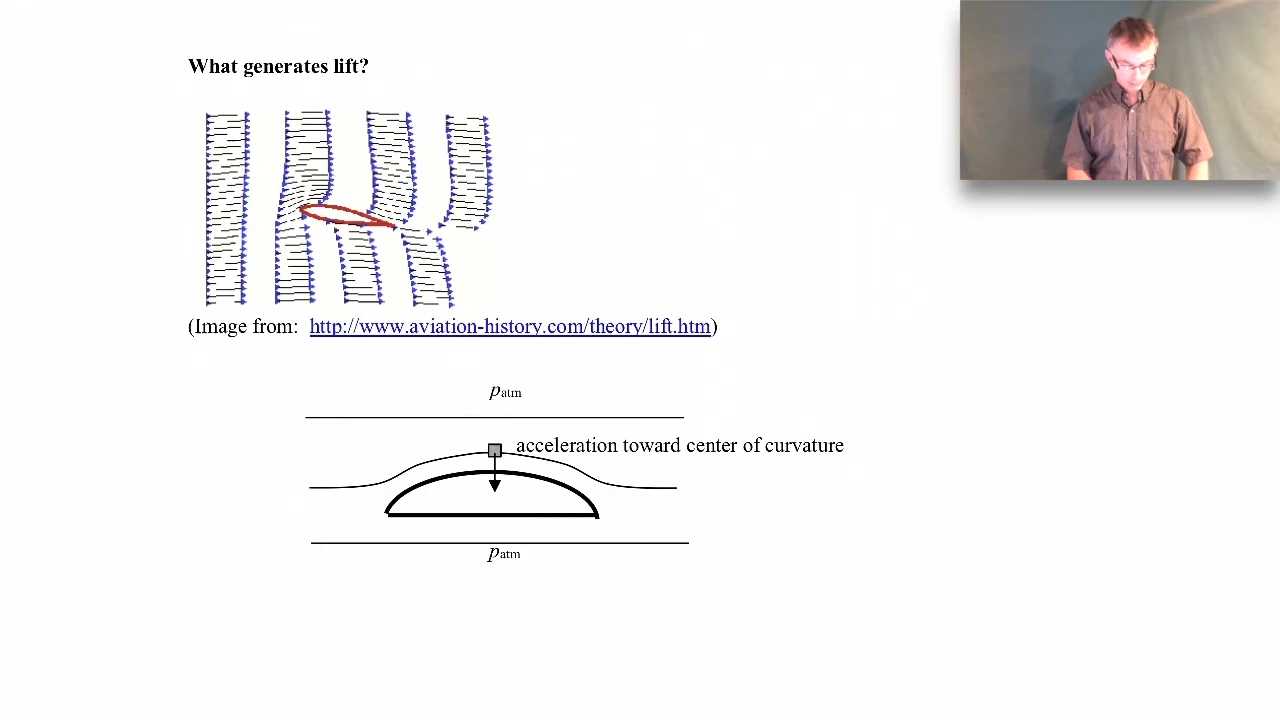 What generates lift?
(Image from: http://www.aviation-history.com/theory/lift.htm)
patm
acceleration toward center of curvature
patm